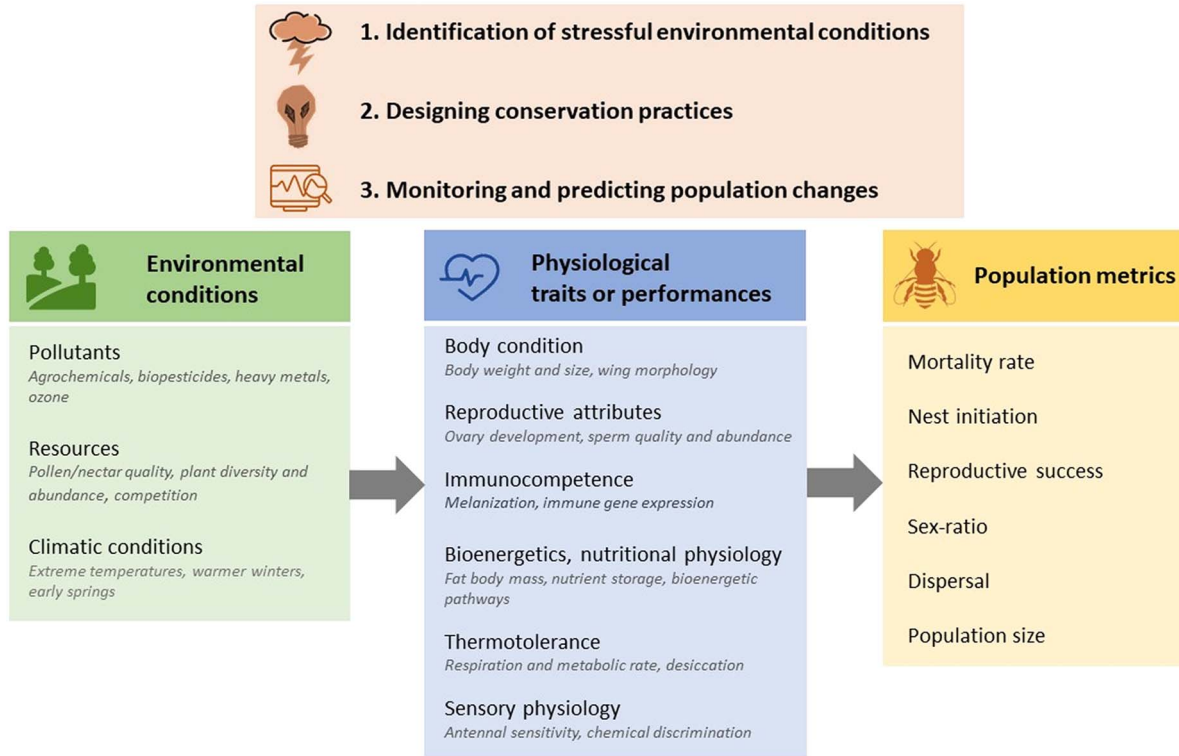 1. Identification of stressful environmental conditions
2. Designing conservation practices
3. Monitoring and predicting population changes
Environmental
conditions
Pollutants
Agrochemicals, biopesticides, heavy metals,
ozone
Resources
Pollen/nectar quality, plant diversity and
abundance, competition
Climatic conditions
Extreme temperatures, warmer winters,
early springs
Physiological
traits or performances
Body condition
Body weight and size, wing morphology
Reproductive attributes
Ovary development, sperm quality and abundance
Immunocompetence
Melanization, immune gene expression
Bioenergetics, nutritional physiology
Fat body mass, nutrient storage, bioenergetic
pathways
Thermotolerance
Respiration and metabolic rate, desiccation
Sensory physiology
Antennal sensitivity, chemical discrimination
Population metrics
Mortality rate
Nest initiation
Reproductive success
Sex-ratio
Dispersal
Population size